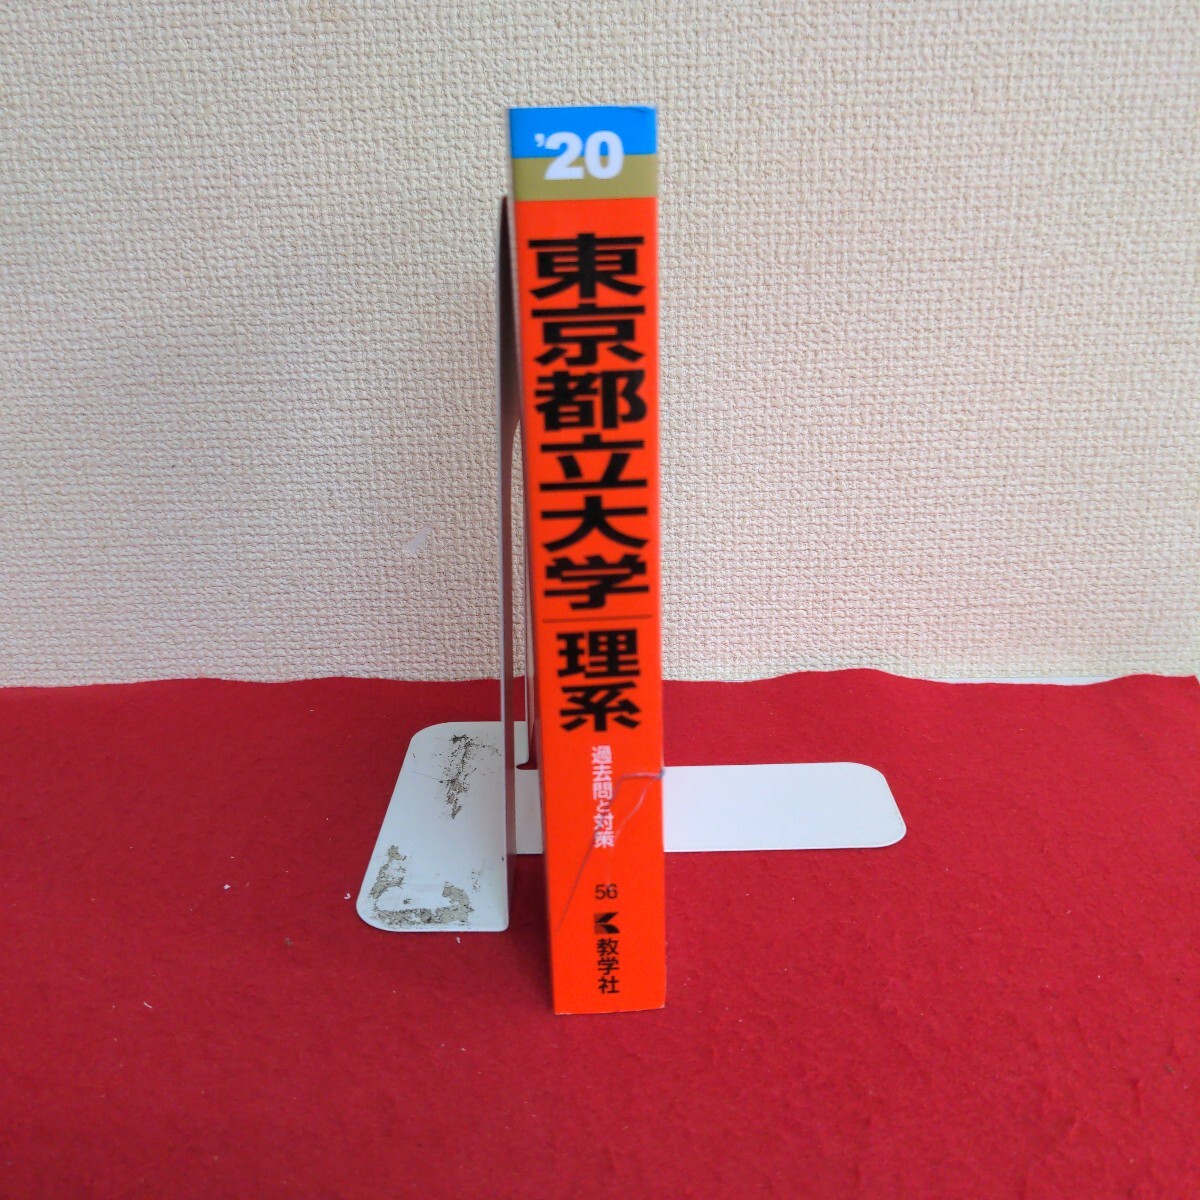 '20
東京都立大学
理系
過去問と対策
56
教学社